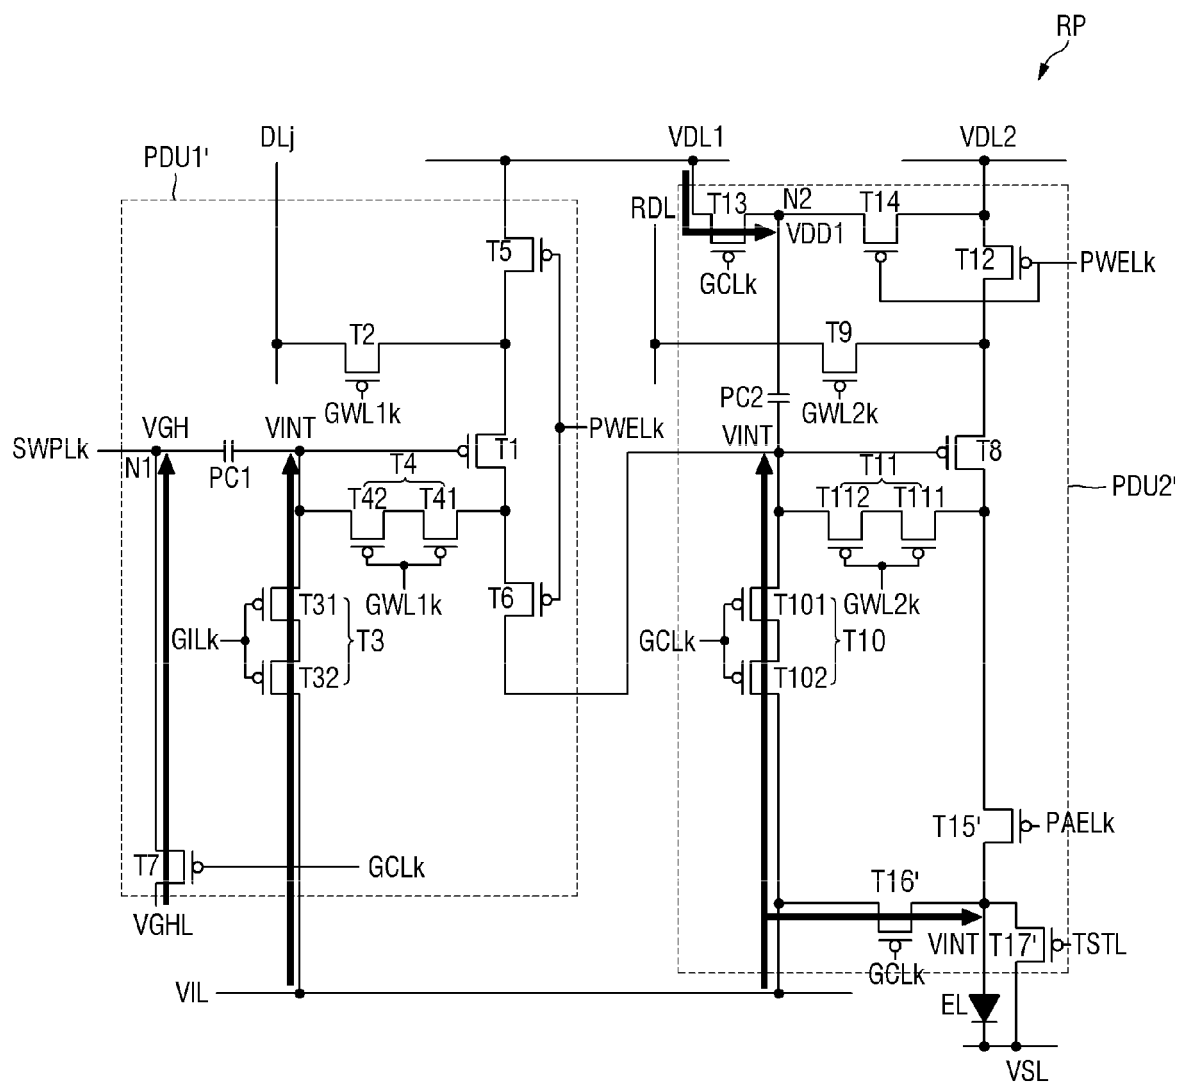 RP
DLj
VDL1
VDL2
PDU1'
RDL
T13
N2
T14
VDD1
T5
T12
PWELk
GCLk
T2
T9
PC2
GWL1k
GWL2k
VGH
VINT
PWELk
VINT
SWPLk
T1
T8
N1
PC1
T4
T11
T42
T41
T112
T111
PDU2'
GWL1k
T6
GWL2k
T31
T101
GILk
T3
GCLk
T10
T32
T102
T15'
PAELk
T7
GCLk
T16'
VGHL
VINT
T17'
TSTL
GCLk
VIL
EL
VSL